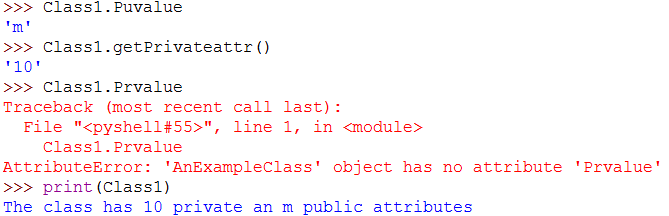 >>> Class1.Puvalue
'm'
>>> Class1.getPrivateattr()
'10'
>>> Class1.Prvalue
Traceback (most recent call last):
  File "<pyshell#55>", line 1, in <module>
    Class1.Prvalue
AttributeError: 'AnExampleClass' object has no attribute 'Prvalue'
>>> print(Class1)
The class has 10 private an m public attributes